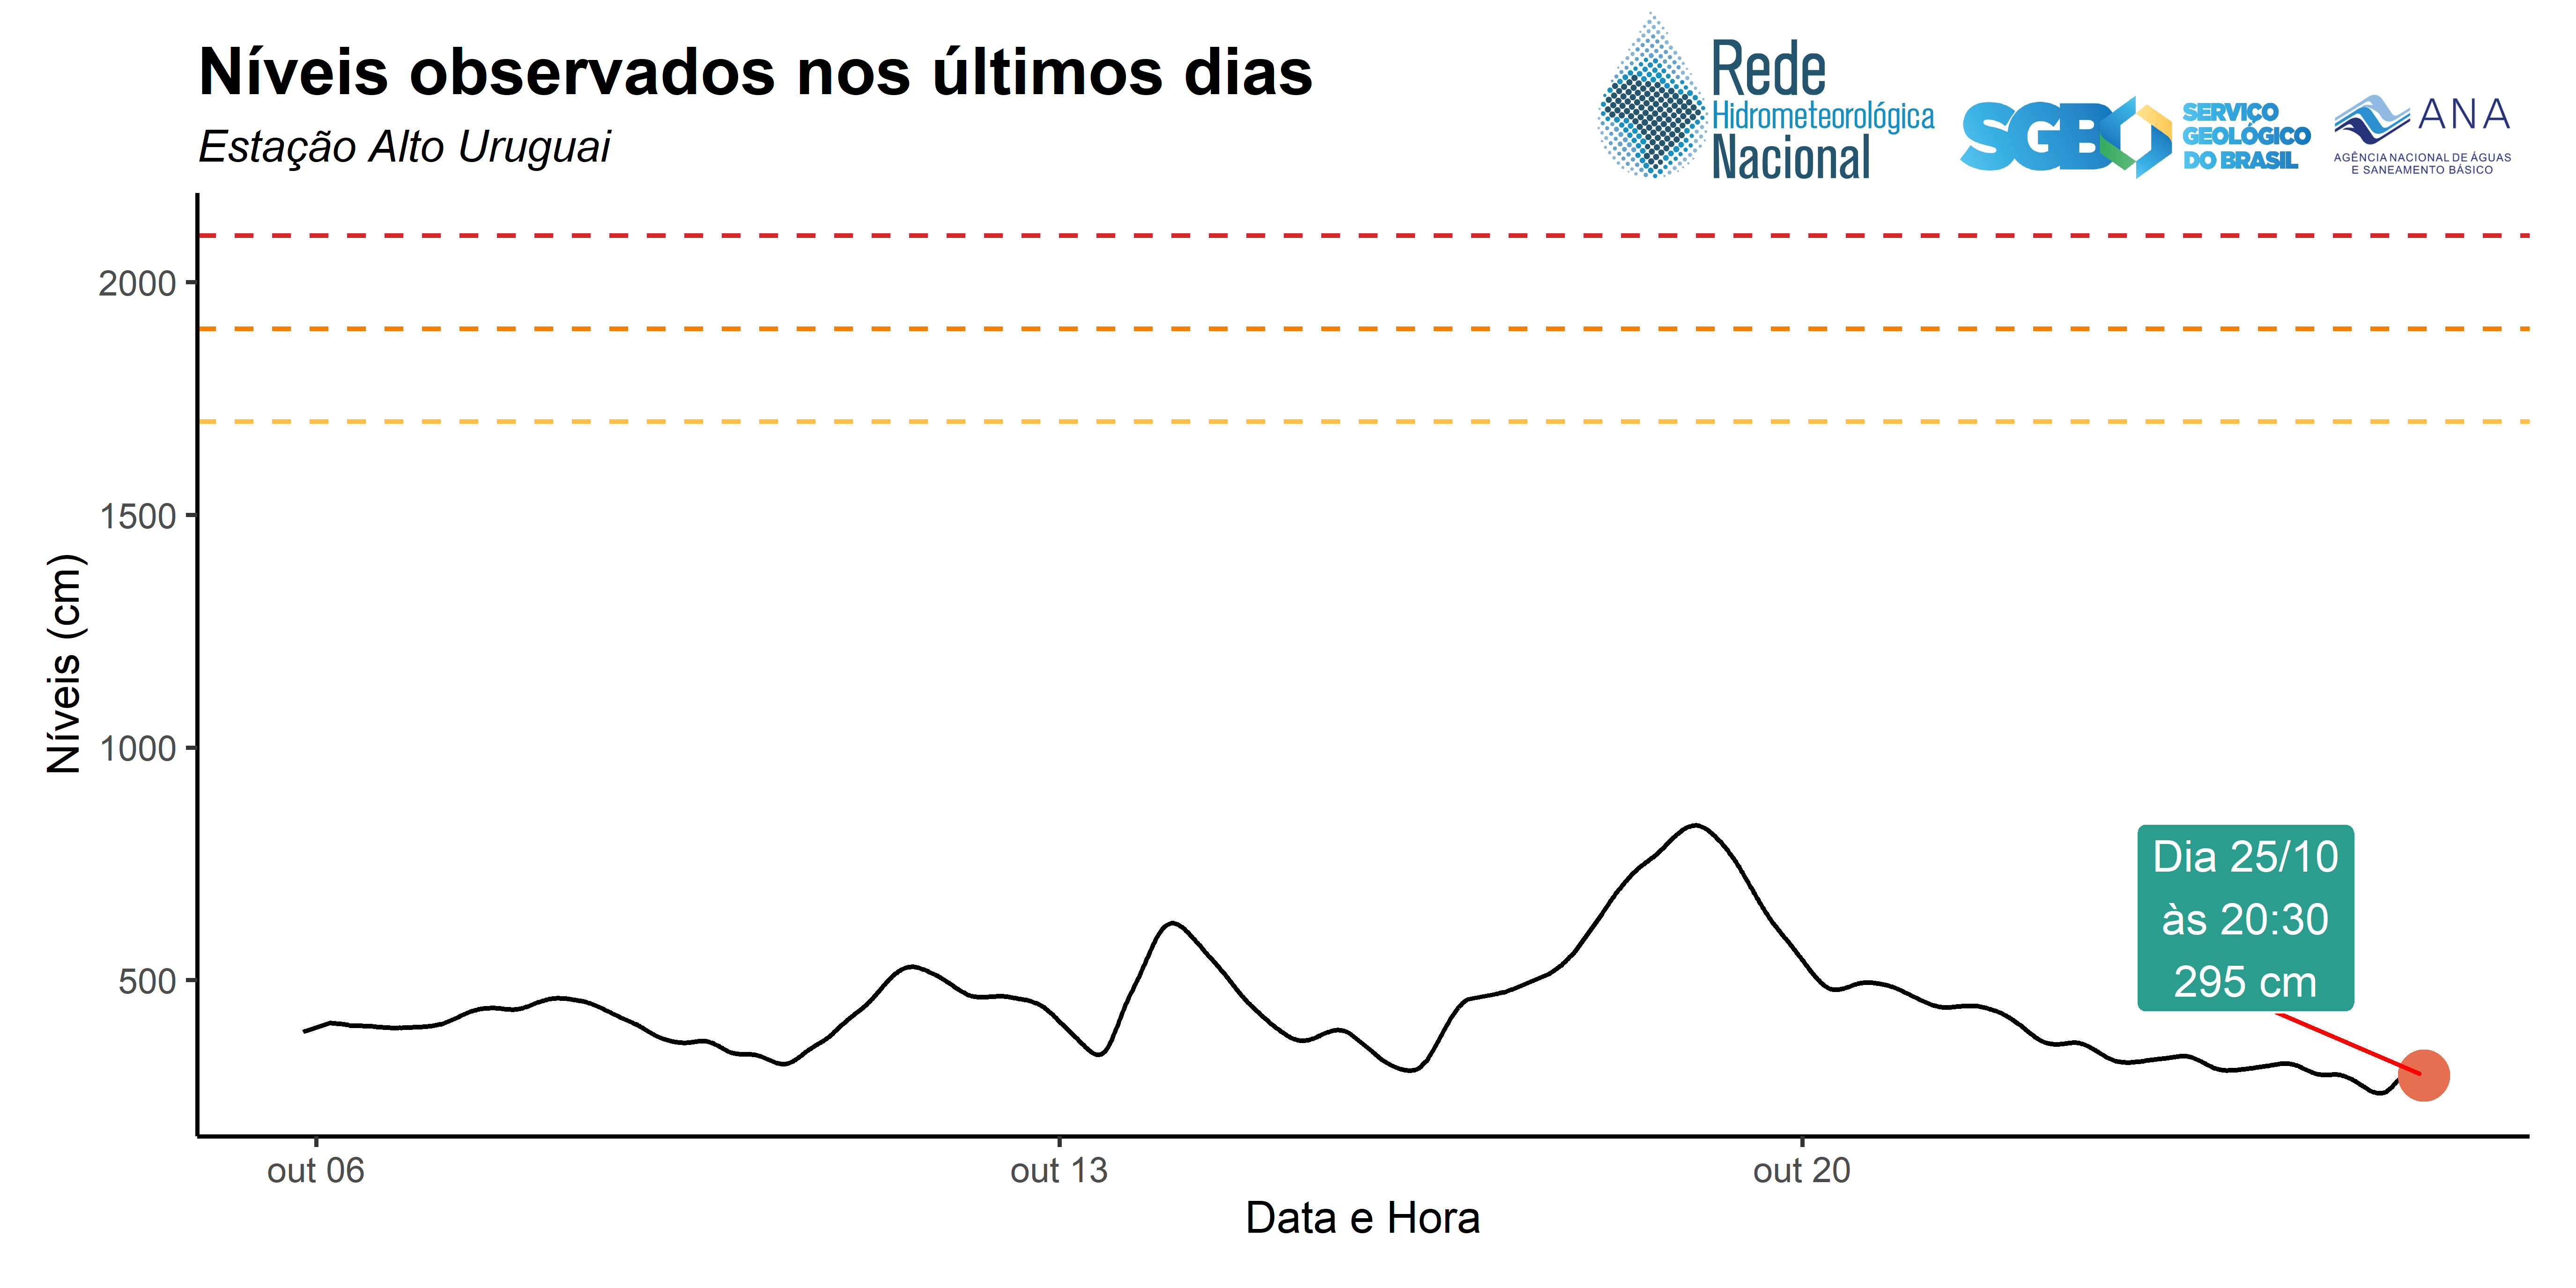 Níveis observados nos últimos dias
Estação Alto Uruguai
Rede
Hidrometeorológica
Nacional
SGB
SERVIÇO
GEOLÓGICO
DO BRASIL
ANA
AGÊNCIA NACIONAL DE ÁGUAS
E SANEAMENTO BÁSICO
Níveis (cm)
2000
1500
1000
500
Dia 25/10
às 20:30
295 cm
out 06
out 13
out 20
Data e Hora